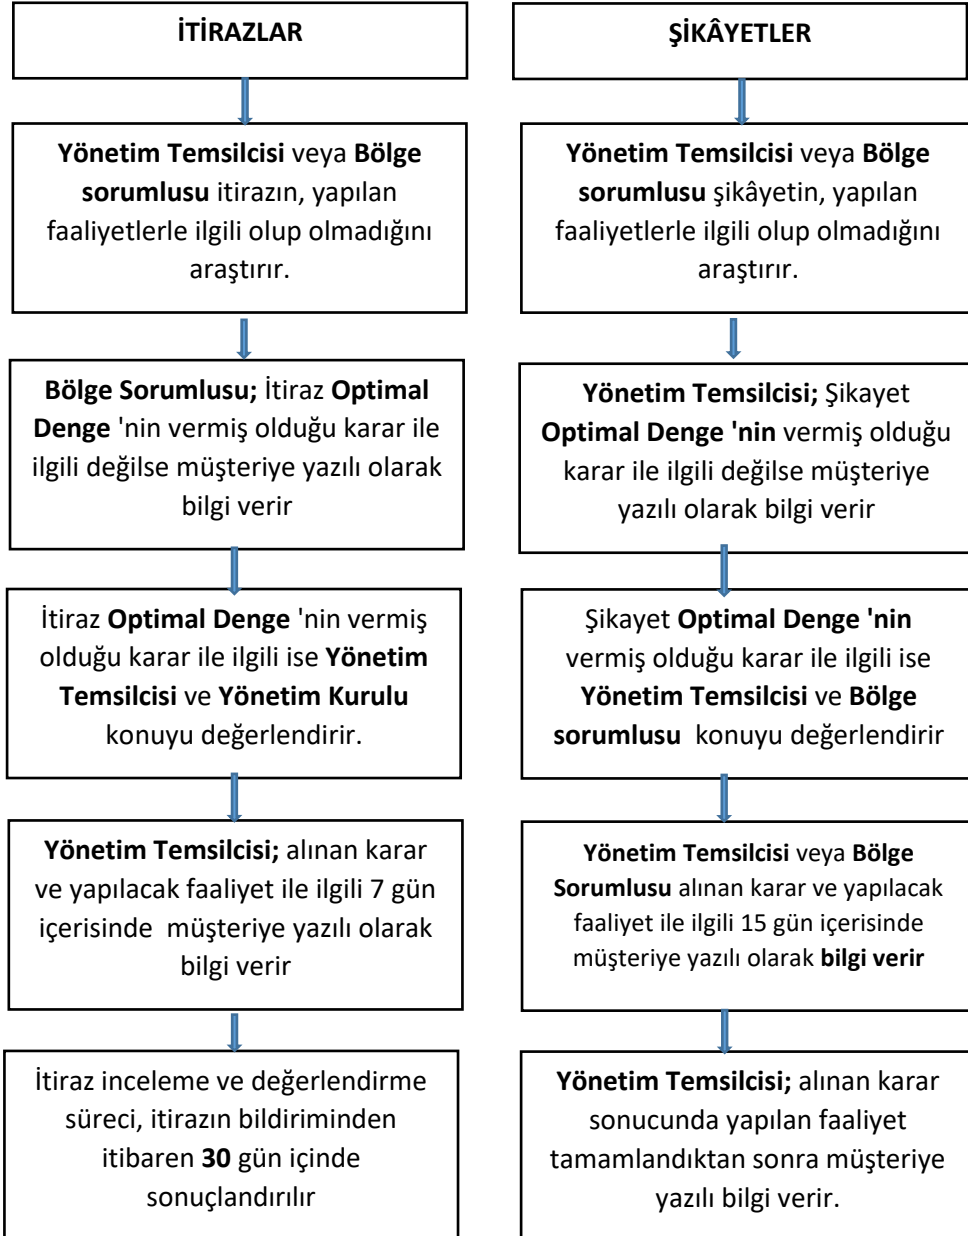 İTİRAZLAR
Yönetim Temsilcisi veya Bölge
sorumlusu itirazın, yapılan
faaliyetlerle ilgili olup olmadığını
araştırır.
Bölge Sorumlusu; İtiraz Optimal
Denge 'nin vermiş olduğu karar ile
ilgili değilse müşteriye yazılı olarak
bilgi verir
İtiraz Optimal Denge 'nin vermiş
olduğu karar ile ilgili ise Yönetim
Temsilcisi ve Yönetim Kurulu
konuyu değerlendirir.
Yönetim Temsilcisi; alınan karar
ve yapılacak faaliyet ile ilgili 7 gün
içerisinde  müşteriye yazılı olarak
bilgi verir
İtiraz inceleme ve değerlendirme
süreci, itirazın bildiriminden
itibaren 30 gün içinde
sonuçlandırılır
ŞİKÂYETLER
Yönetim Temsilcisi veya Bölge
sorumlusu şikâyetin, yapılan
faaliyetlerle ilgili olup olmadığını
araştırır.
Yönetim Temsilcisi; Şikayet
Optimal Denge 'nin vermiş olduğu
karar ile ilgili değilse müşteriye
yazılı olarak bilgi verir
Şikayet Optimal Denge 'nin
vermiş olduğu karar ile ilgili ise
Yönetim Temsilcisi ve Bölge
sorumlusu  konuyu değerlendirir
Yönetim Temsilcisi veya Bölge
Sorumlusu alınan karar ve yapılacak
faaliyet ile ilgili 15 gün içerisinde
müşteriye yazılı olarak bilgi verir
Yönetim Temsilcisi; alınan karar
sonucunda yapılan faaliyet
tamamlandıktan sonra müşteriye
yazılı bilgi verir.